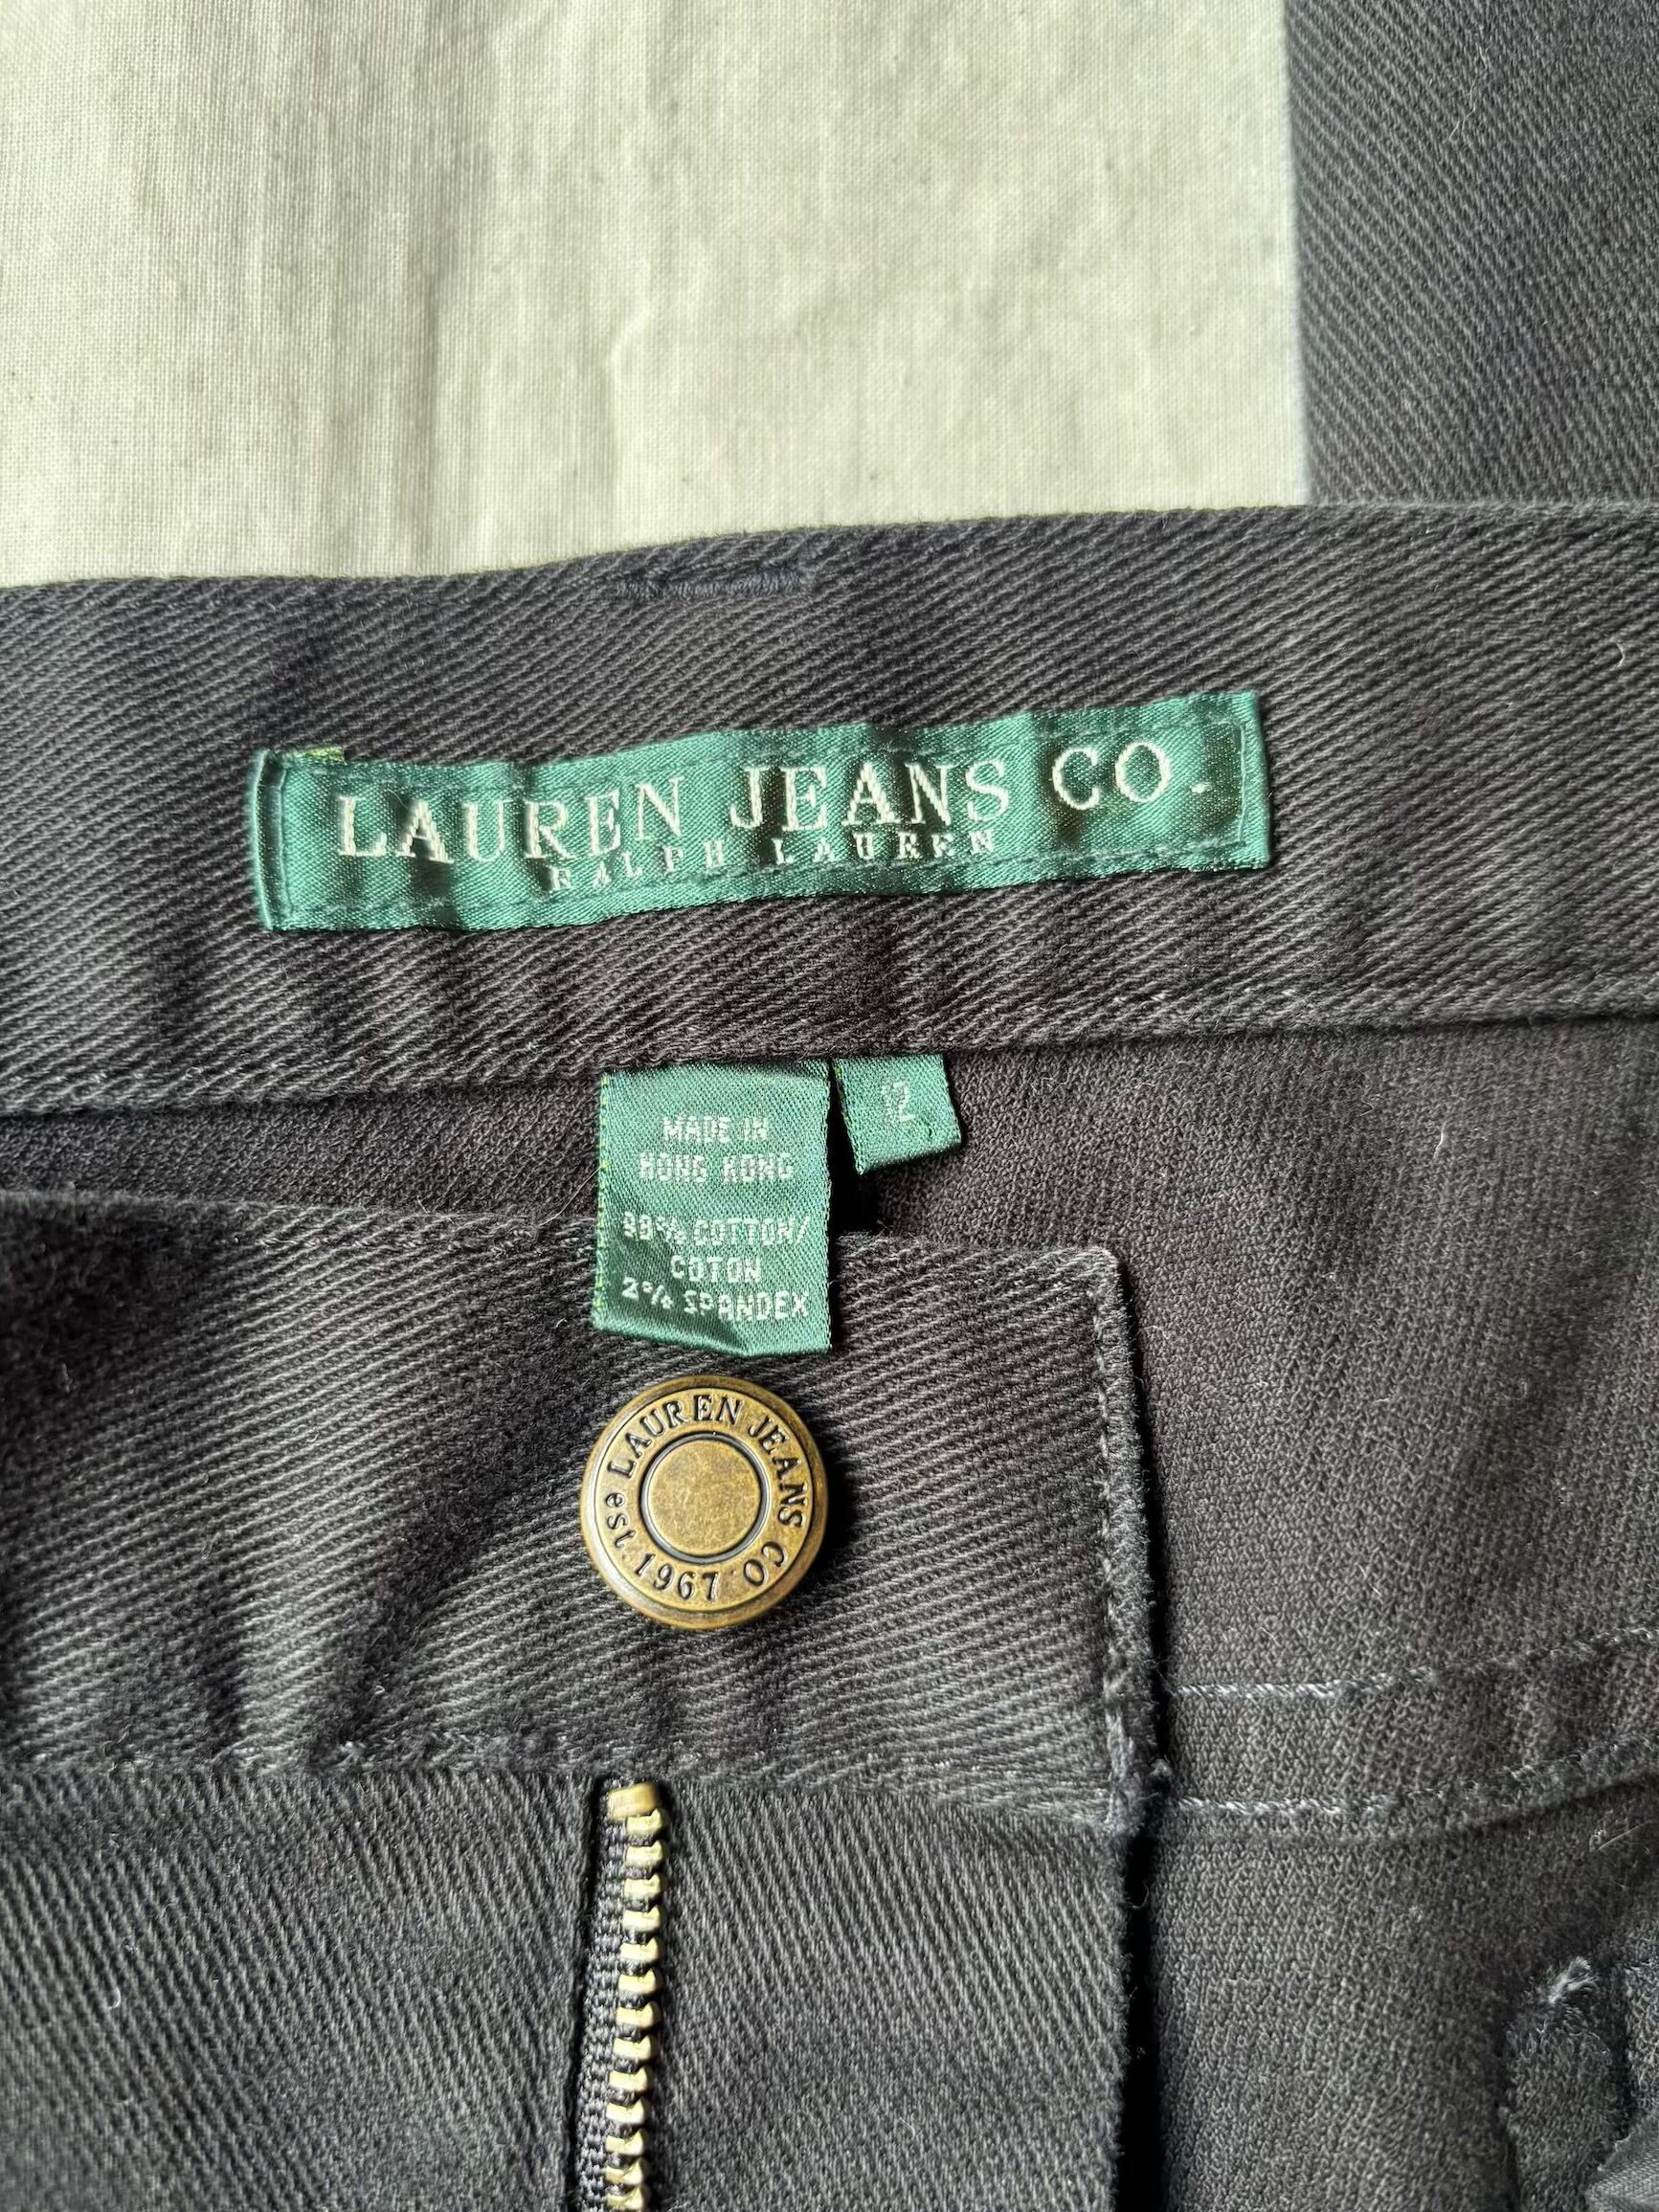 LAUREN JEANS CO.
RALPH LAUREN
MADE IN
HONG KONG
98% COTTON/
COTON
2% SPANDEX
12
LAUREN JEANS CO
est. 1967